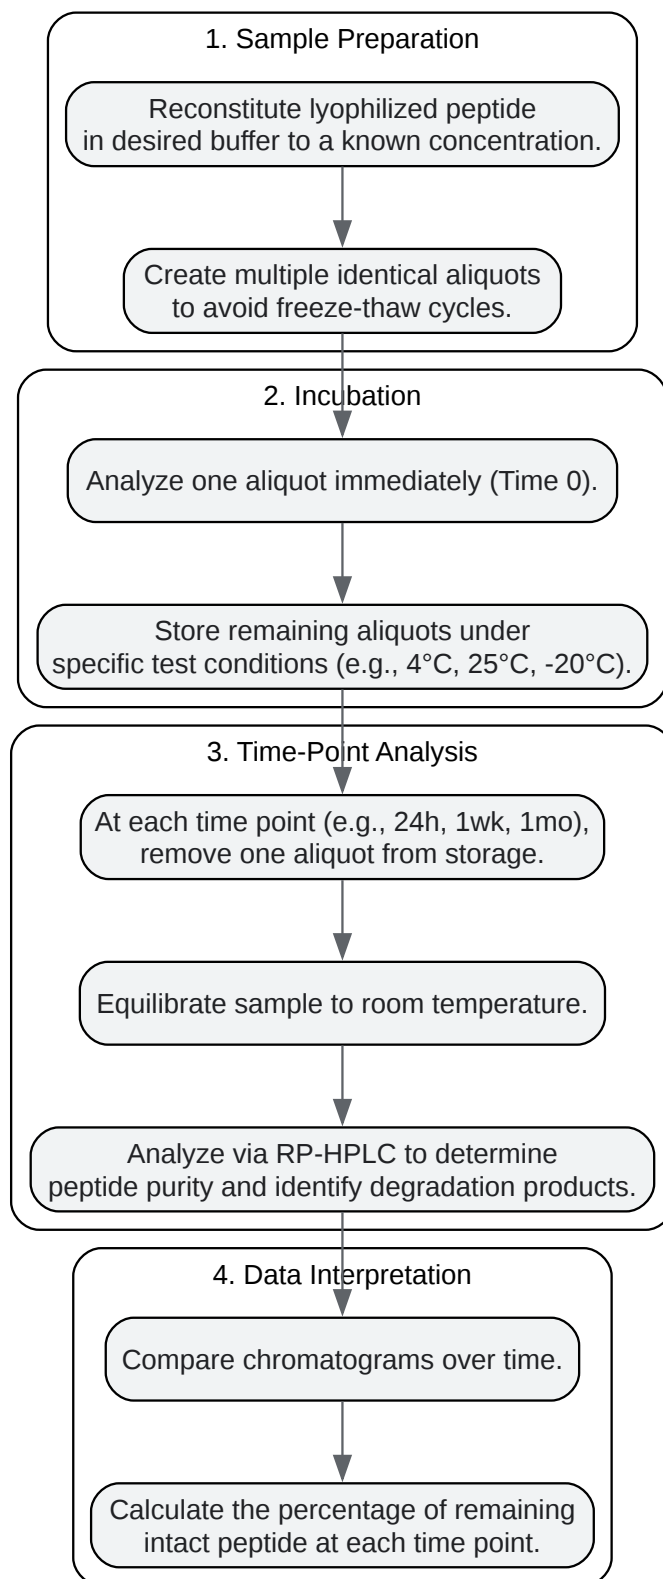 1. Sample Preparation
Reconstitute lyophilized peptide
in desired buffer to a known concentration.
Create multiple identical aliquots
to avoid freeze-thaw cycles.
2. Incubation
Analyze one aliquot immediately (Time 0).
Store remaining aliquots under
specific test conditions (e.g., 4°C, 25°C, -20°C).
3. Time-Point Analysis
At each time point (e.g., 24h, 1wk, 1mo),
remove one aliquot from storage.
Equilibrate sample to room temperature.
Analyze via RP-HPLC to determine
peptide purity and identify degradation products.
4. Data Interpretation
Compare chromatograms over time.
Calculate the percentage of remaining
intact peptide at each time point.